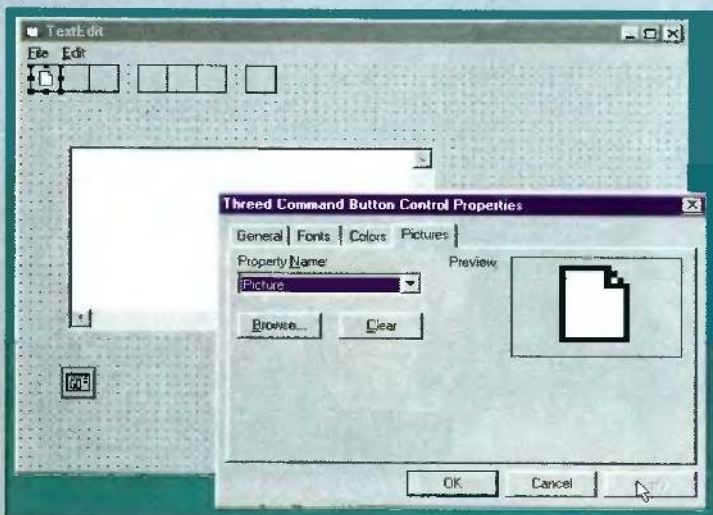 TextEdit
File Edit
Threed Command Button Control Properties
General Fonts Colors Pictures
Property Name:
Preview:
Picture
Browse... Clear
OK Cancel